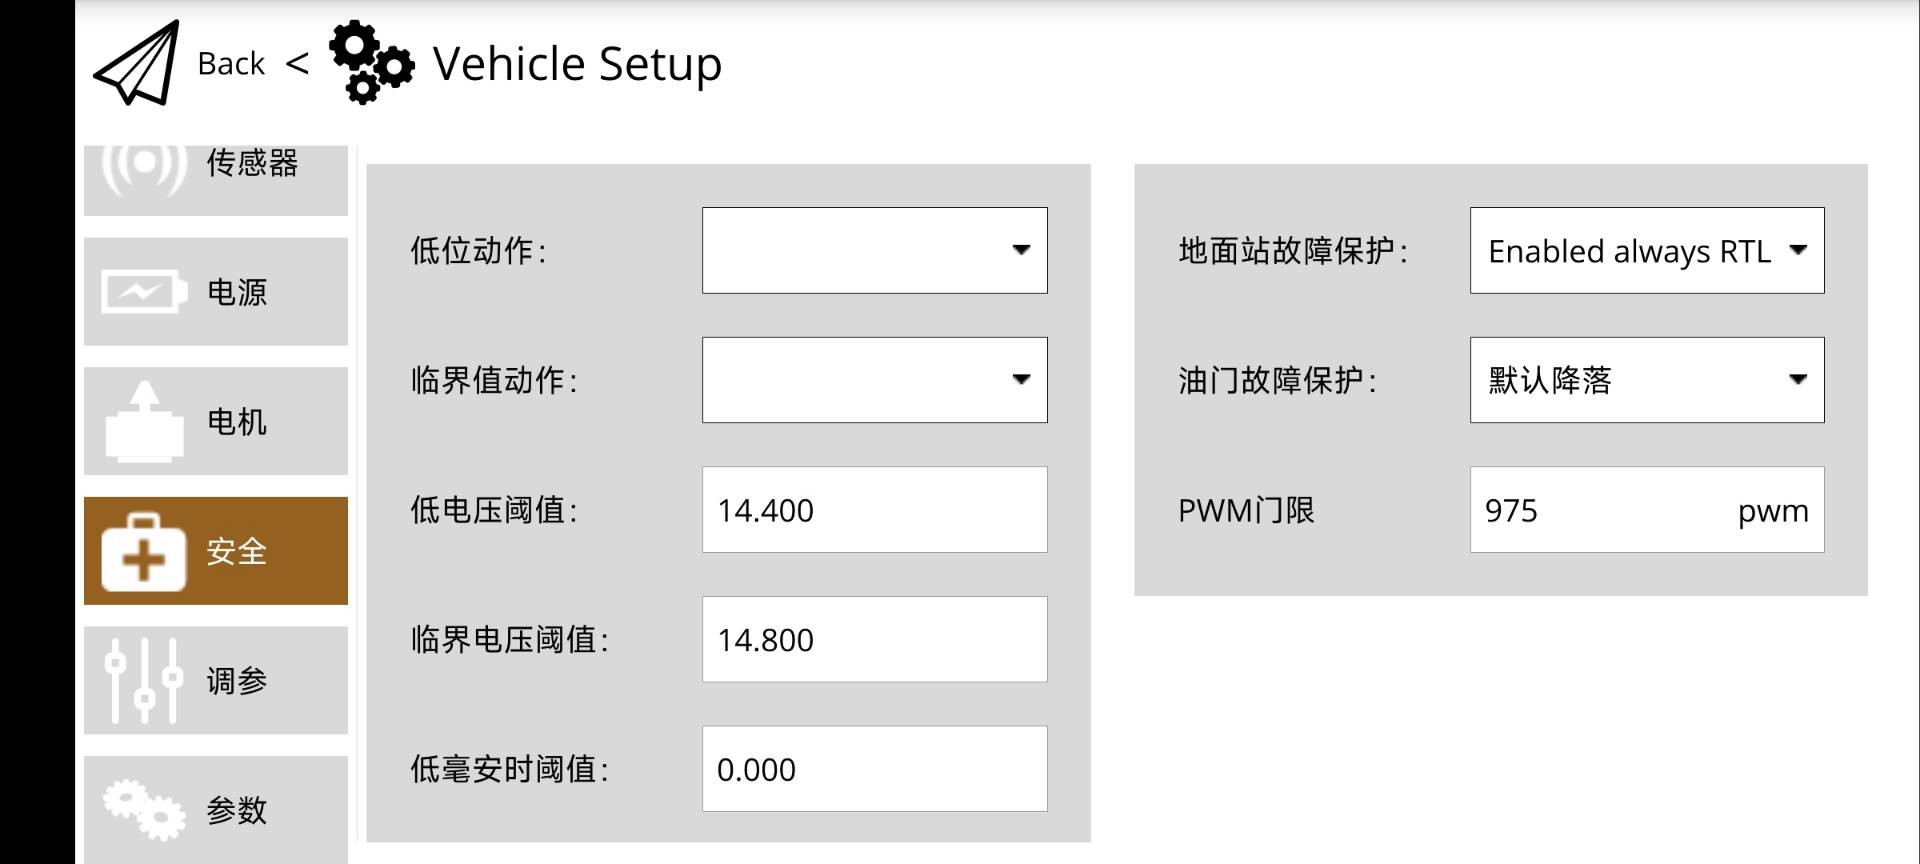 Back < Vehicle Setup
传感器
电源
电机
安全
调参
参数
低位动作:
临界值动作:
低电压阈值: 14.400
临界电压阈值: 14.800
低毫安时阈值: 0.000
地面站故障保护: Enabled always RTL
油门故障保护: 默认降落
PWM门限 975 pwm